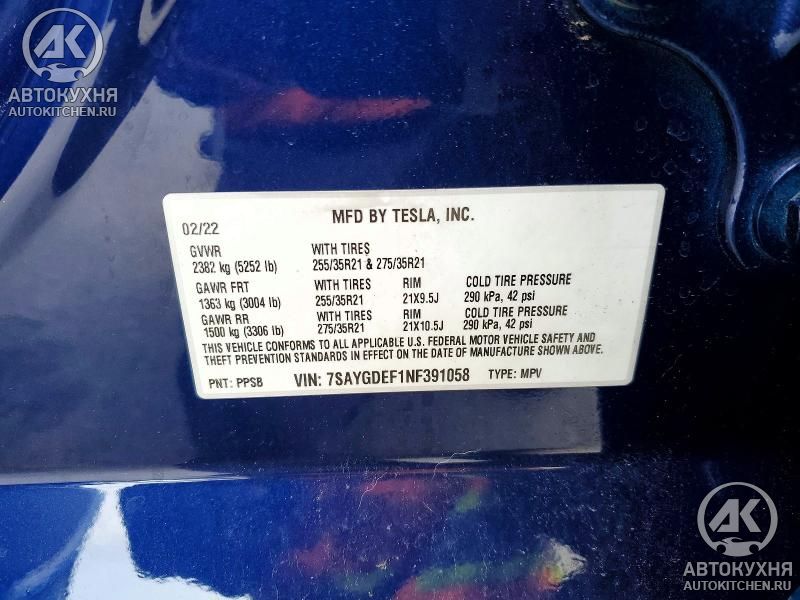 AK
АВТОКУХНЯ
AUTOKITCHEN.RU
MFD BY TESLA, INC.
02/22
GVWR WITH TIRES
2382 kg (5252 lb) 255/35R21 & 275/35R21
GAWR FRT WITH TIRES RIM COLD TIRE PRESSURE
1363 kg (3004 lb) 255/35R21 21X9.5J 290 kPa, 42 psi
GAWR RR WITH TIRES RIM COLD TIRE PRESSURE
1500 kg (3306 lb) 275/35R21 21X10.5J 290 kPa, 42 psi
THIS VEHICLE CONFORMS TO ALL APPLICABLE U.S. FEDERAL MOTOR VEHICLE SAFETY AND
THEFT PREVENTION STANDARDS IN EFFECT ON THE DATE OF MANUFACTURE SHOWN ABOVE.
PNT: PPSB VIN: 7SAYGDEF1NF391058 TYPE: MPV
AK
АВТОКУХНЯ
AUTOKITCHEN.RU